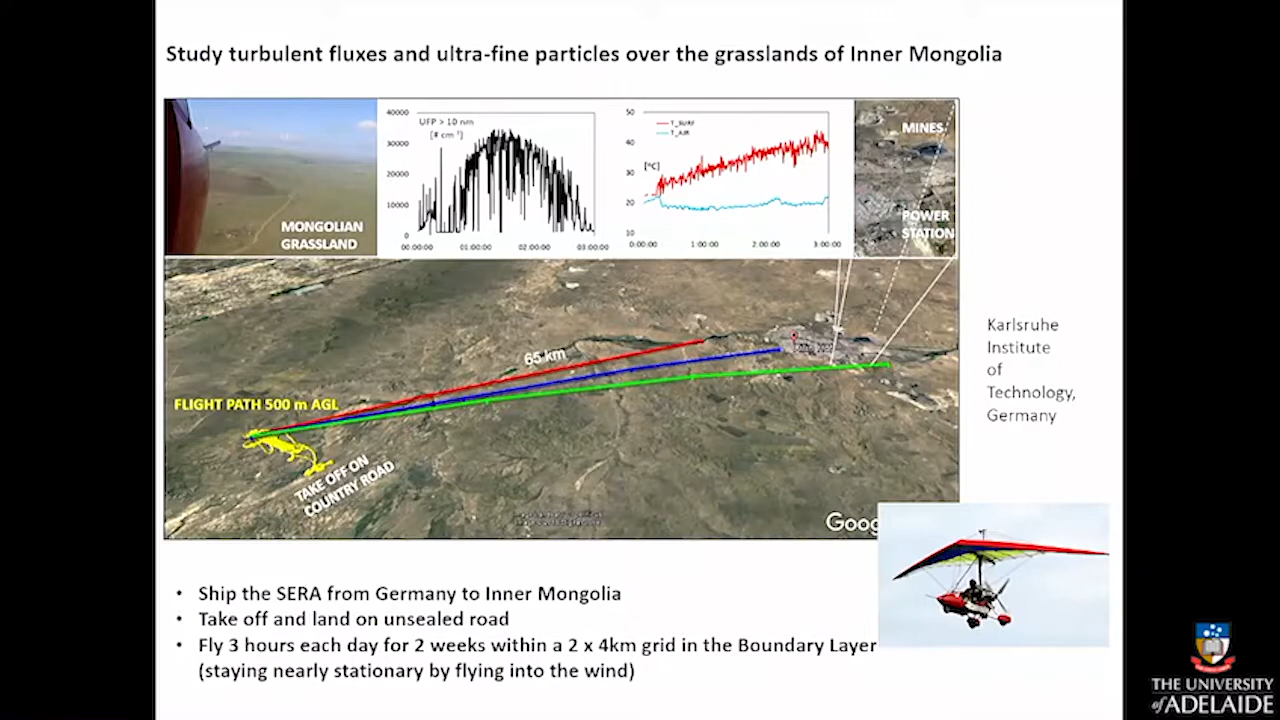 Study turbulent fluxes and ultra-fine particles over the grasslands of Inner Mongolia
MONGOLIAN
GRASSLAND
40000
30000
20000
10000
0
UFP > 10 nm
00:00:00
01:00:00
02:00:00
03:00:00
50
40
30
20
10
T_SURF
T_AIR
[°C]
0:00:00
1:00:00
2:00:00
3:00:00
MINES
POWER
STATION
65 km
FLIGHT PATH 500 m AGL
TAKE OFF ON
COUNTRY ROAD
Goog
Karlsruhe
Institute
of
Technology,
Germany
• Ship the SERA from Germany to Inner Mongolia
• Take off and land on unsealed road
• Fly 3 hours each day for 2 weeks within a 2 x 4km grid in the Boundary Layer
(staying nearly stationary by flying into the wind)
THE UNIVERSITY
of ADELAIDE